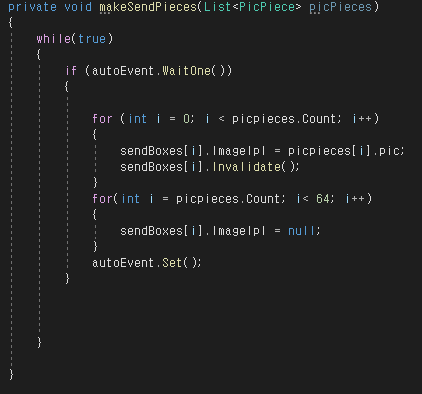 private void makeSendPieces(List<PicPiece> picPieces)
{
while(true)
{
if (autoEvent.WaitOne())
{
for (int i = 0; i < picpieces.Count; i++)
{
sendBoxes[i].ImageIpl = picpieces[i].pic;
sendBoxes[i].Invalidate();
}
for(int i = picpieces.Count; i< 64; i++)
{
sendBoxes[i].ImageIpl = null;
}
autoEvent.Set();
}
}
}